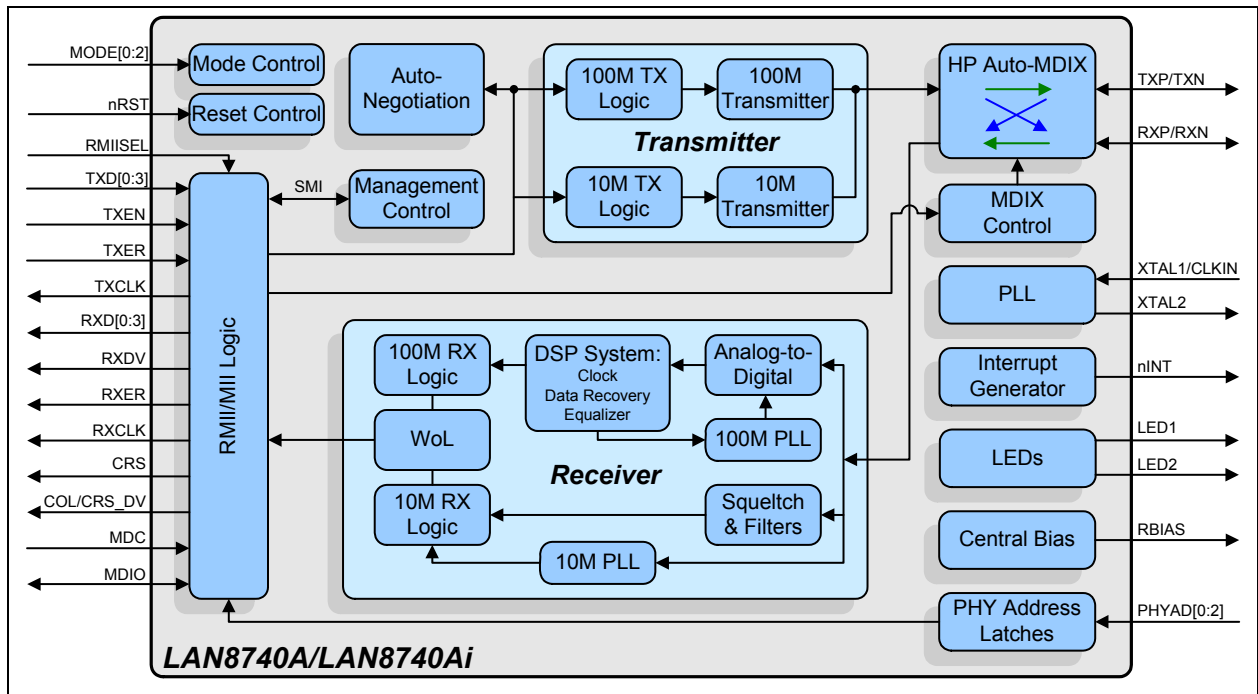 MODE[0:2]
nRST
RMIISEL
TXD[0:3]
TXEN
TXER
TXCLK
RXD[0:3]
RXDV
RXER
RXCLK
CRS
COL/CRS_DV
MDC
MDIO
Mode Control
Reset Control
RMII/MII Logic
SMI
Auto-
Negotiation
Management
Control
100M TX
Logic
100M
Transmitter
Transmitter
10M TX
Logic
10M
Transmitter
100M RX
Logic
WoL
10M RX
Logic
DSP System:
Clock
Data Recovery
Equalizer
Analog-to-
Digital
100M PLL
Receiver
Squeltch
& Filters
10M PLL
HP Auto-MDIX
MDIX
Control
PLL
Interrupt
Generator
LEDs
Central Bias
PHY Address
Latches
TXP/TXN
RXP/RXN
XTAL1/CLKIN
XTAL2
nINT
LED1
LED2
RBIAS
PHYAD[0:2]
LAN8740A/LAN8740Ai